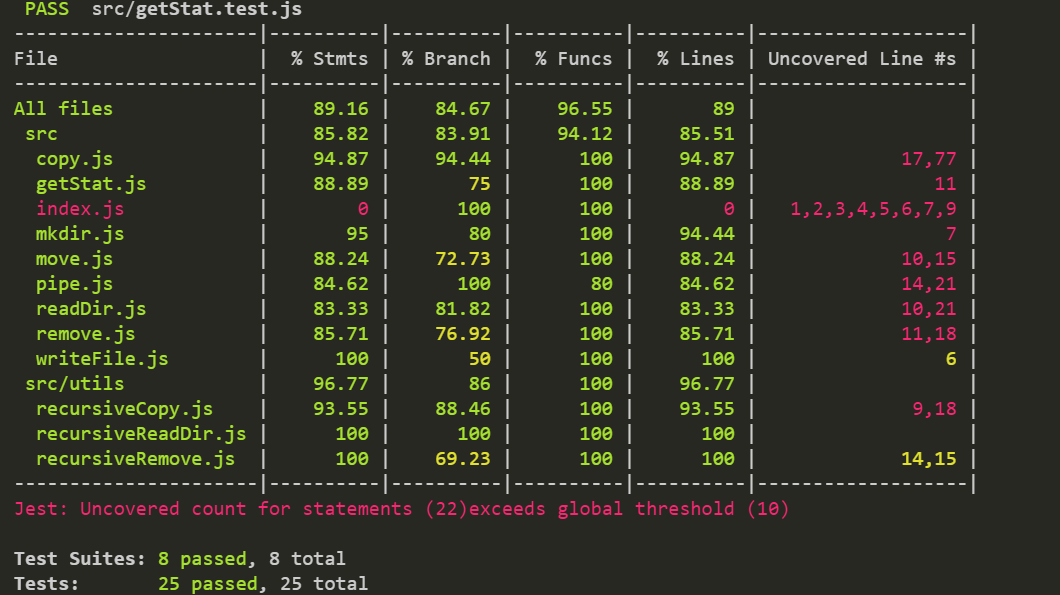 PASS  src/getStat.test.js
----------------------|----------|----------|----------|----------|-------------------|
File                  |  % Stmts | % Branch |  % Funcs |  % Lines | Uncovered Line #s |
----------------------|----------|----------|----------|----------|-------------------|
All files             |    89.16 |    84.67 |    96.55 |       89 |                   |
 src                  |    85.82 |    83.91 |    94.12 |    85.51 |                   |
  copy.js             |    94.87 |    94.44 |      100 |    94.87 |             17,77 |
  getStat.js          |    88.89 |       75 |      100 |    88.89 |                11 |
  index.js            |        0 |      100 |      100 |        0 |   1,2,3,4,5,6,7,9 |
  mkdir.js            |       95 |       80 |      100 |    94.44 |                 7 |
  move.js             |    88.24 |    72.73 |      100 |    88.24 |             10,15 |
  pipe.js             |    84.62 |      100 |       80 |    84.62 |             14,21 |
  readDir.js          |    83.33 |    81.82 |      100 |    83.33 |             10,21 |
  remove.js           |    85.71 |    76.92 |      100 |    85.71 |             11,18 |
  writeFile.js        |      100 |       50 |      100 |      100 |                 6 |
 src/utils            |    96.77 |       86 |      100 |    96.77 |                   |
  recursiveCopy.js    |    93.55 |    88.46 |      100 |    93.55 |              9,18 |
  recursiveReadDir.js |      100 |      100 |      100 |      100 |                   |
  recursiveRemove.js  |      100 |    69.23 |      100 |      100 |             14,15 |
----------------------|----------|----------|----------|----------|-------------------|
Jest: Uncovered count for statements (22)exceeds global threshold (10)
Test Suites: 8 passed, 8 total
Tests:       25 passed, 25 total